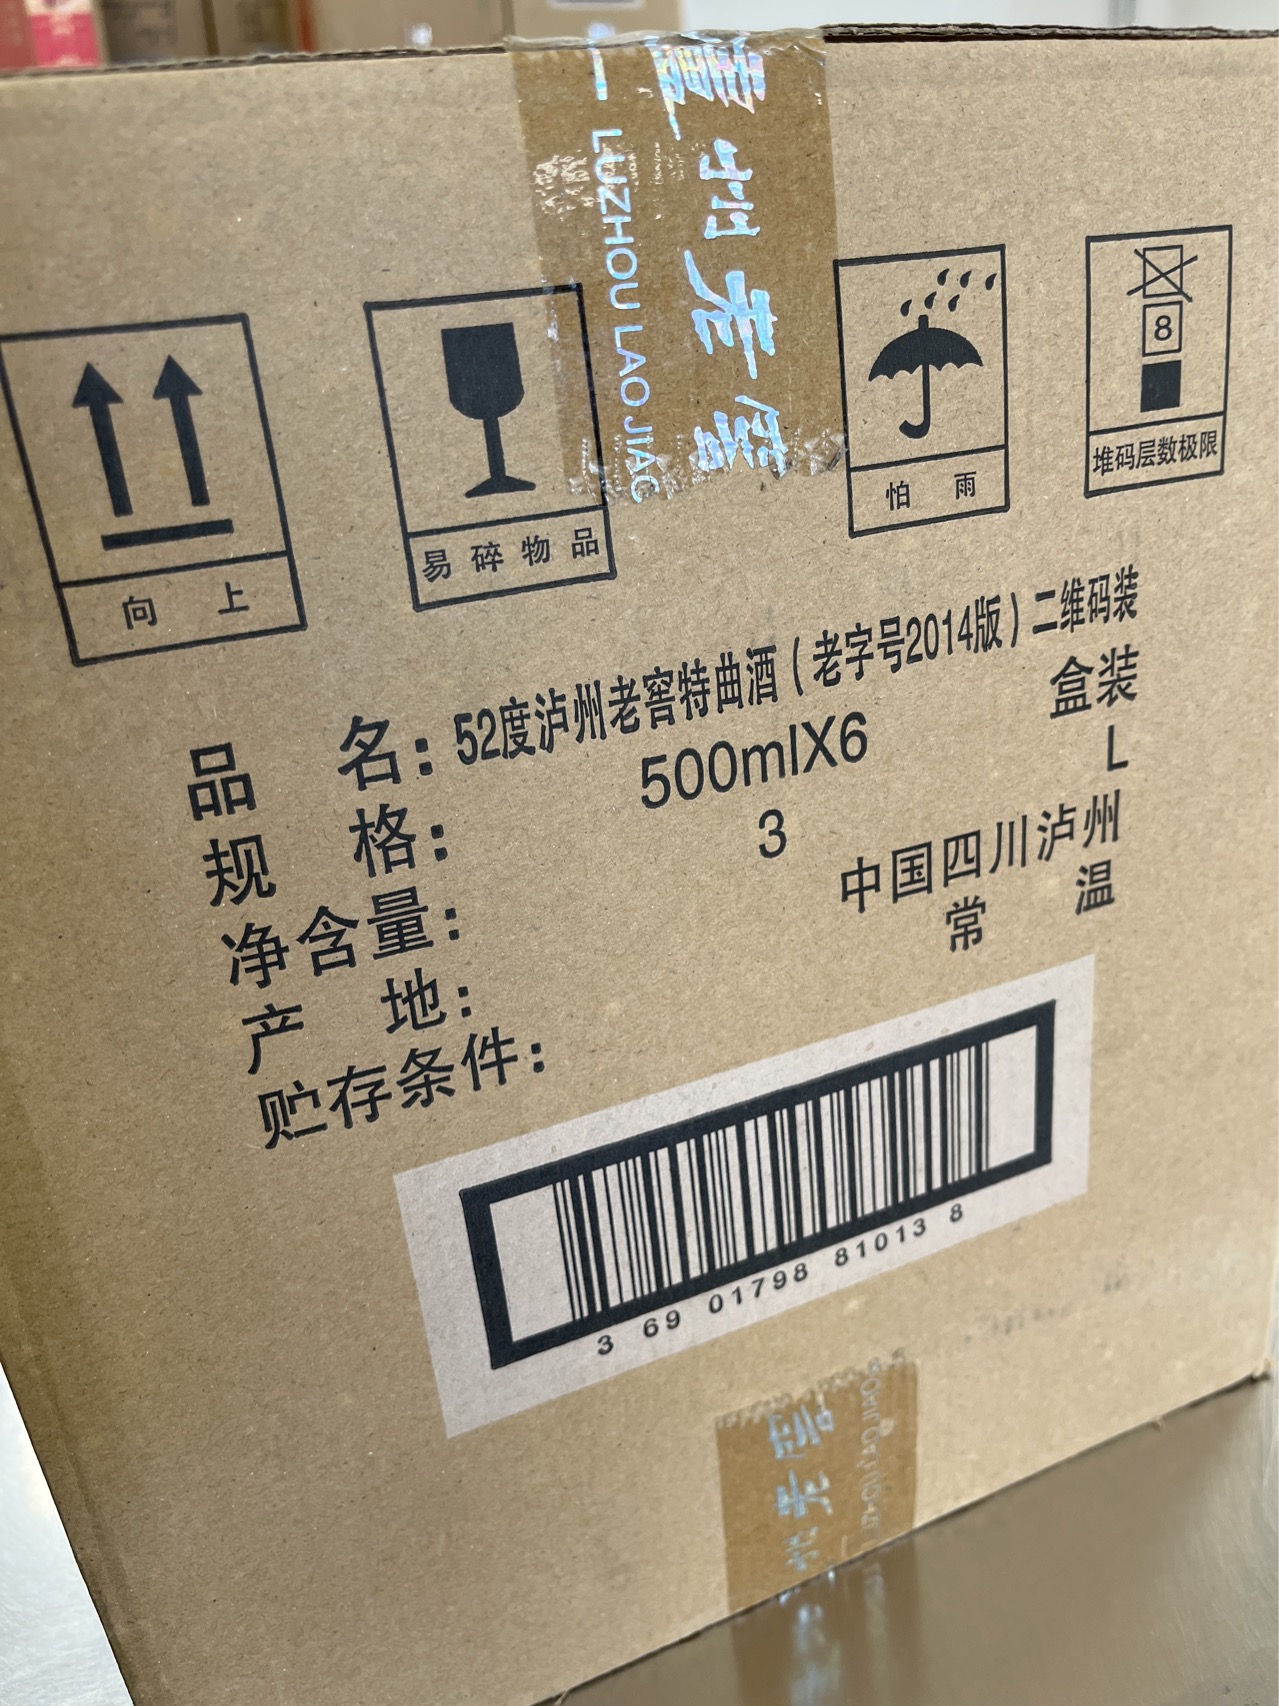 瀘州老窖
LUZHOU LAO JIAO
向 上
易碎物品
怕 雨
8
堆码层数极限
品 名：52度泸州老窖特曲酒（老字号2014版）二维码装
规 格：500mlX6 盒装
净含量：3 L
产 地：中国四川泸州
贮存条件：常 温
3 69 01798 81013 8
老窖